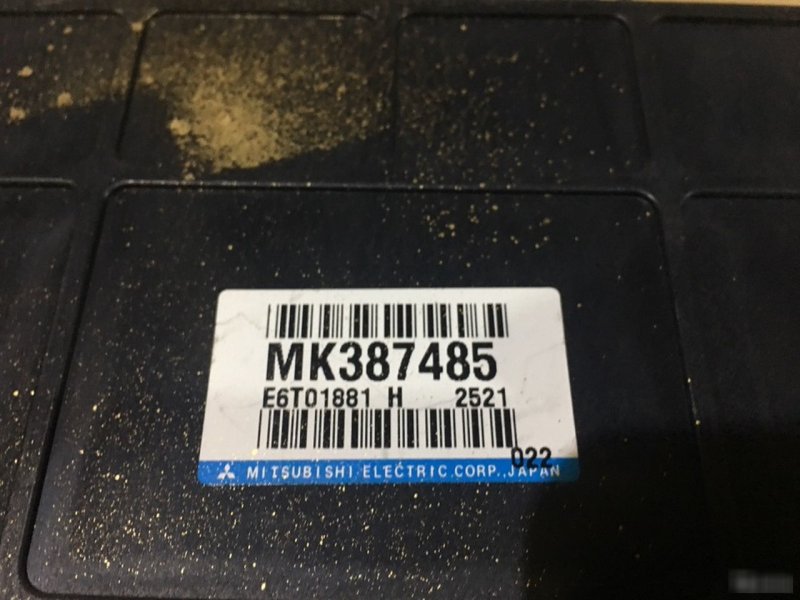 MK387485
E6T01881 H 2521
022
MITSUBISHI ELECTRIC CORP. JAPAN